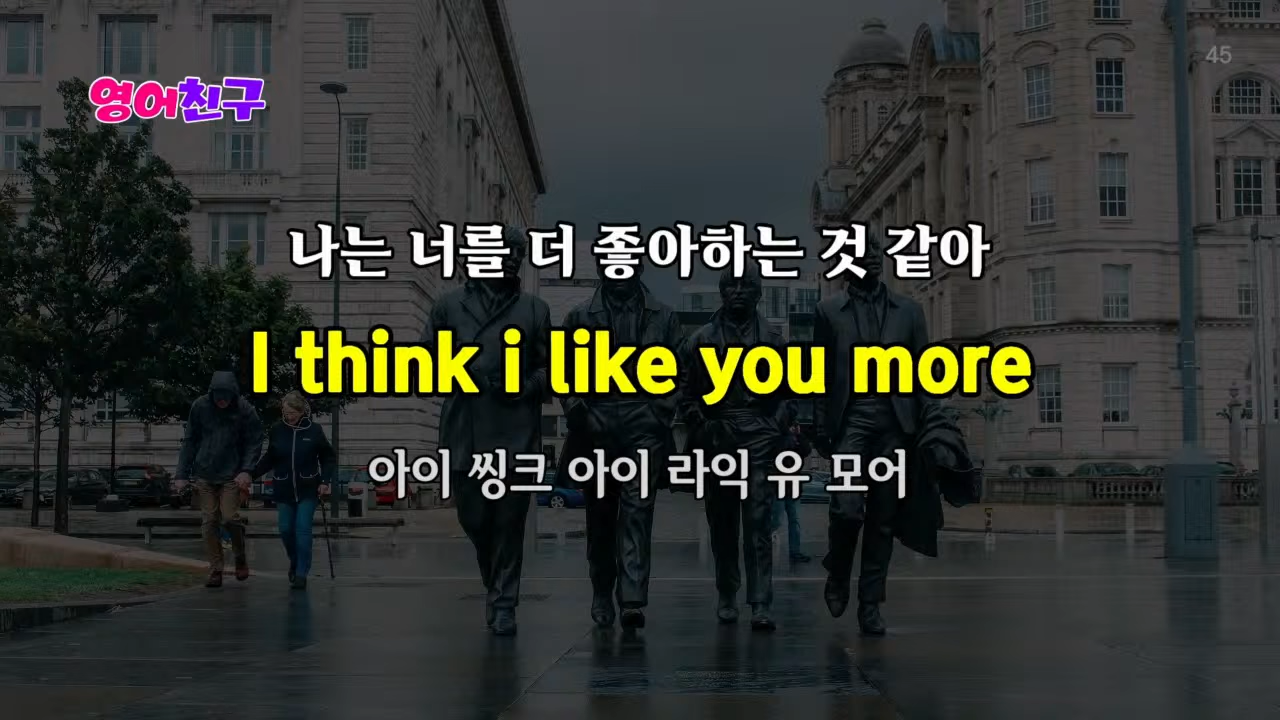 45
영어친구
나는 너를 더 좋아하는 것 같아
I think i like you more
아이 씽크 아이 라익 유 모어